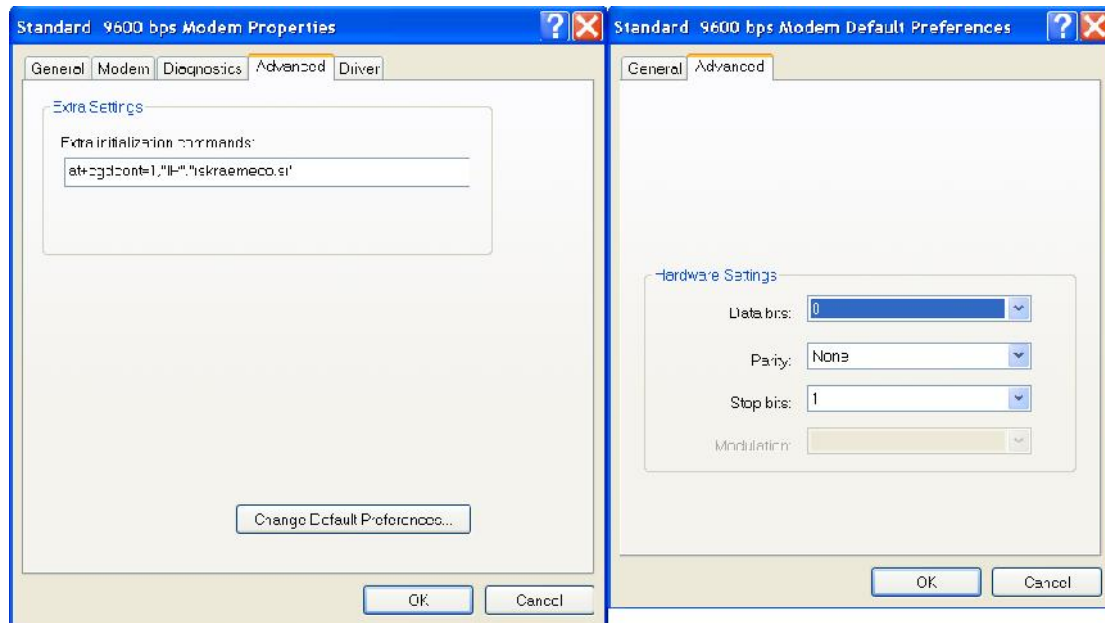 Standard 9600 bps Modem Properties
General Modem Diagnostics Advanced Driver
Extra Settings
Extra initialization commands:
at+cgdcont=1,"IP","iskraemeco.si"
Change Default Preferences...
OK Cancel
Standard 9600 bps Modem Default Preferences
General Advanced
Hardware Settings
Data bits:
Parity: None
Stop bits: 1
Modulation:
OK Cancel